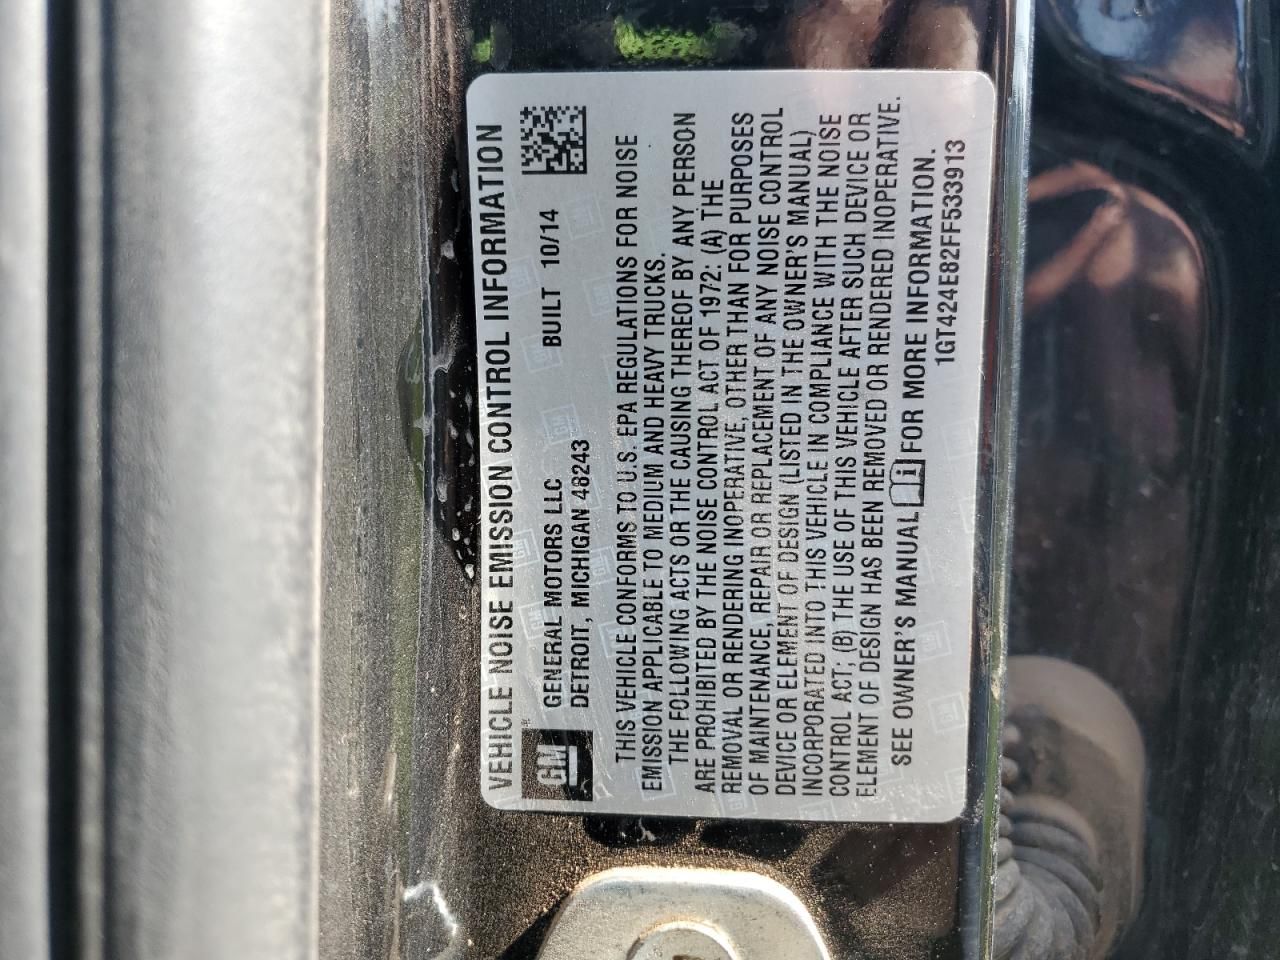 VEHICLE NOISE EMISSION CONTROL INFORMATION
GM
GENERAL MOTORS LLC BUILT 10/14
DETROIT, MICHIGAN 48243
THIS VEHICLE CONFORMS TO U.S. EPA REGULATIONS FOR NOISE
EMISSION APPLICABLE TO MEDIUM AND HEAVY TRUCKS.
THE FOLLOWING ACTS OR THE CAUSING THEREOF BY ANY PERSON
ARE PROHIBITED BY THE NOISE CONTROL ACT OF 1972: (A) THE
REMOVAL OR RENDERING INOPERATIVE, OTHER THAN FOR PURPOSES
OF MAINTENANCE, REPAIR OR REPLACEMENT OF ANY NOISE CONTROL
DEVICE OR ELEMENT OF DESIGN (LISTED IN THE OWNER'S MANUAL)
INCORPORATED INTO THIS VEHICLE IN COMPLIANCE WITH THE NOISE
CONTROL ACT; (B) THE USE OF THIS VEHICLE AFTER SUCH DEVICE OR
ELEMENT OF DESIGN HAS BEEN REMOVED OR RENDERED INOPERATIVE.
SEE OWNER'S MANUAL i FOR MORE INFORMATION.
1GT424E82FF533913